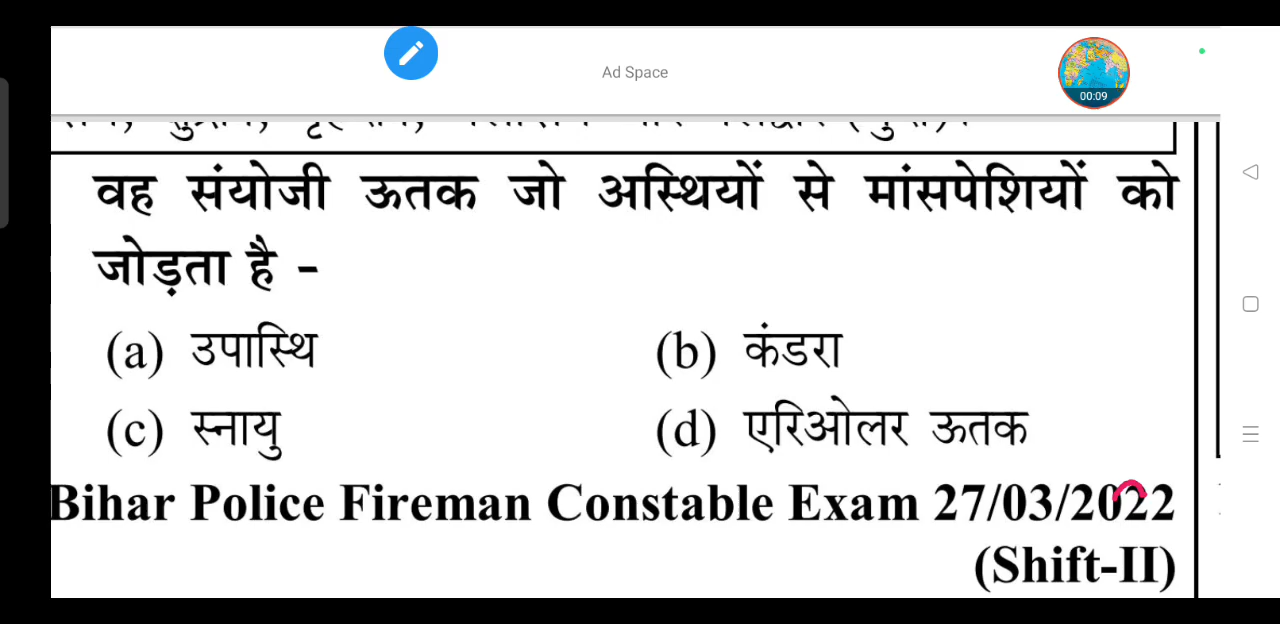 Ad Space
00:09
वह संयोजी ऊतक जो अस्थियों से मांसपेशियों को
जोड़ता है -
(a) उपास्थि (b) कंडरा
(c) स्नायु (d) एरिओलर ऊतक
Bihar Police Fireman Constable Exam 27/03/2022
(Shift-II)